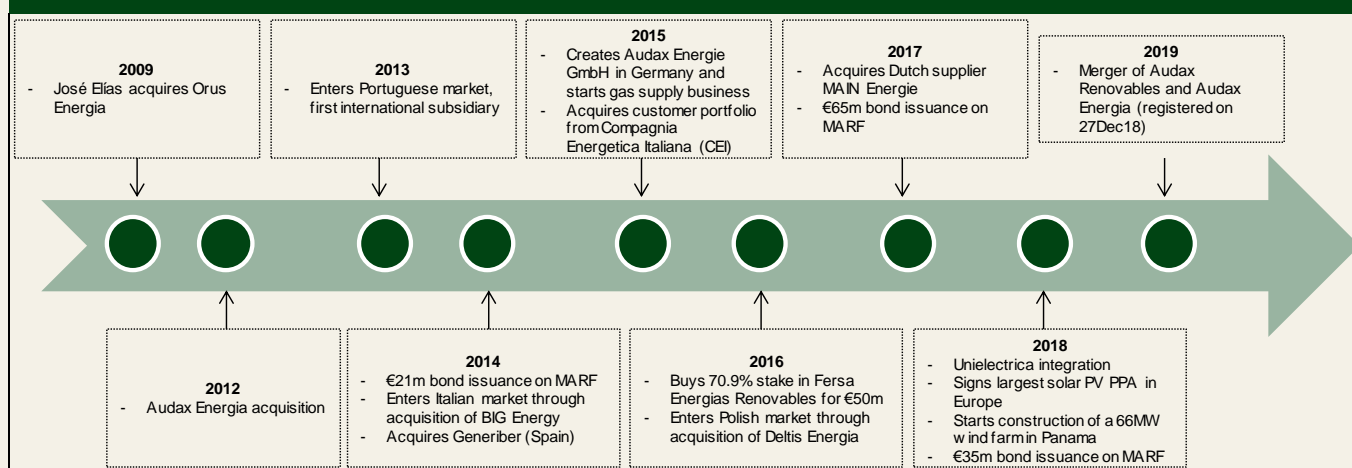 2009
- José Elías acquires Orus
Energia
2013
- Enters Portuguese market,
first international subsidiary
2015
- Creates Audax Energie
GmbH in Germany and
starts gas supply business
- Acquires customer portfolio
from Compagnia
Energetica Italiana (CEI)
2017
- Acquires Dutch supplier
MAIN Energie
- €65m bond issuance on
MARF
2019
- Merger of Audax
Renovables and Audax
Energia (registered on
27Dec18)
2012
- Audax Energia acquisition
2014
- €21m bond issuance on MARF
- Enters Italian market through
acquisition of BIG Energy
- Acquires Generiber (Spain)
2016
- Buys 70.9% stake in Fersa
Energias Renovables for €50m
- Enters Polish market through
acquisition of Deltis Energia
2018
- Unielectrica integration
- Signs largest solar PV PPA in
Europe
- Starts construction of a 66MW
wind farm in Panama
- €35m bond issuance on MARF